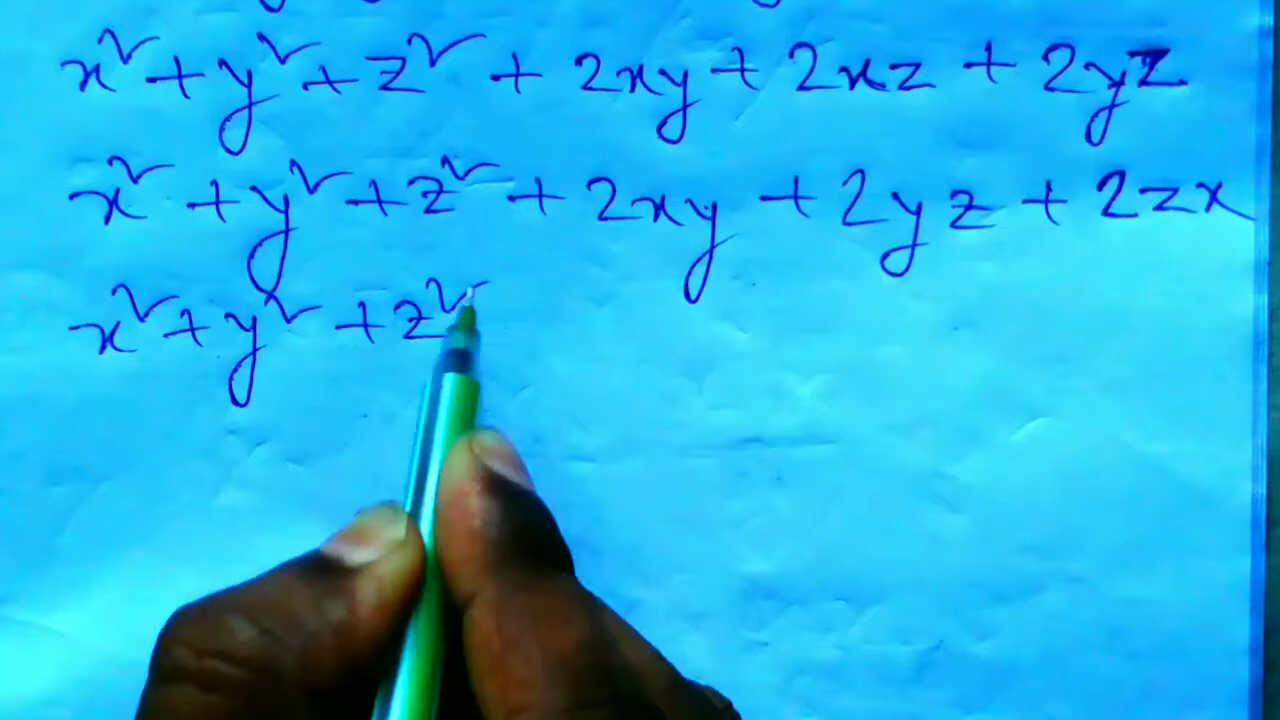 x² + y² + z² + 2xy + 2xz + 2yz
x² + y² + z² + 2xy + 2yz + 2zx
x² + y² + z²